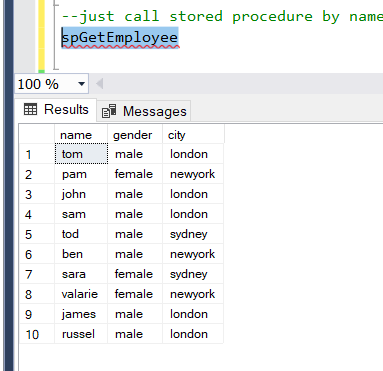 --just call stored procedure by name
spGetEmployee
100 %
Results Messages
name gender city
1 tom male london
2 pam female newyork
3 john male london
4 sam male london
5 tod male sydney
6 ben male newyork
7 sara female sydney
8 valarie female newyork
9 james male london
10 russel male london